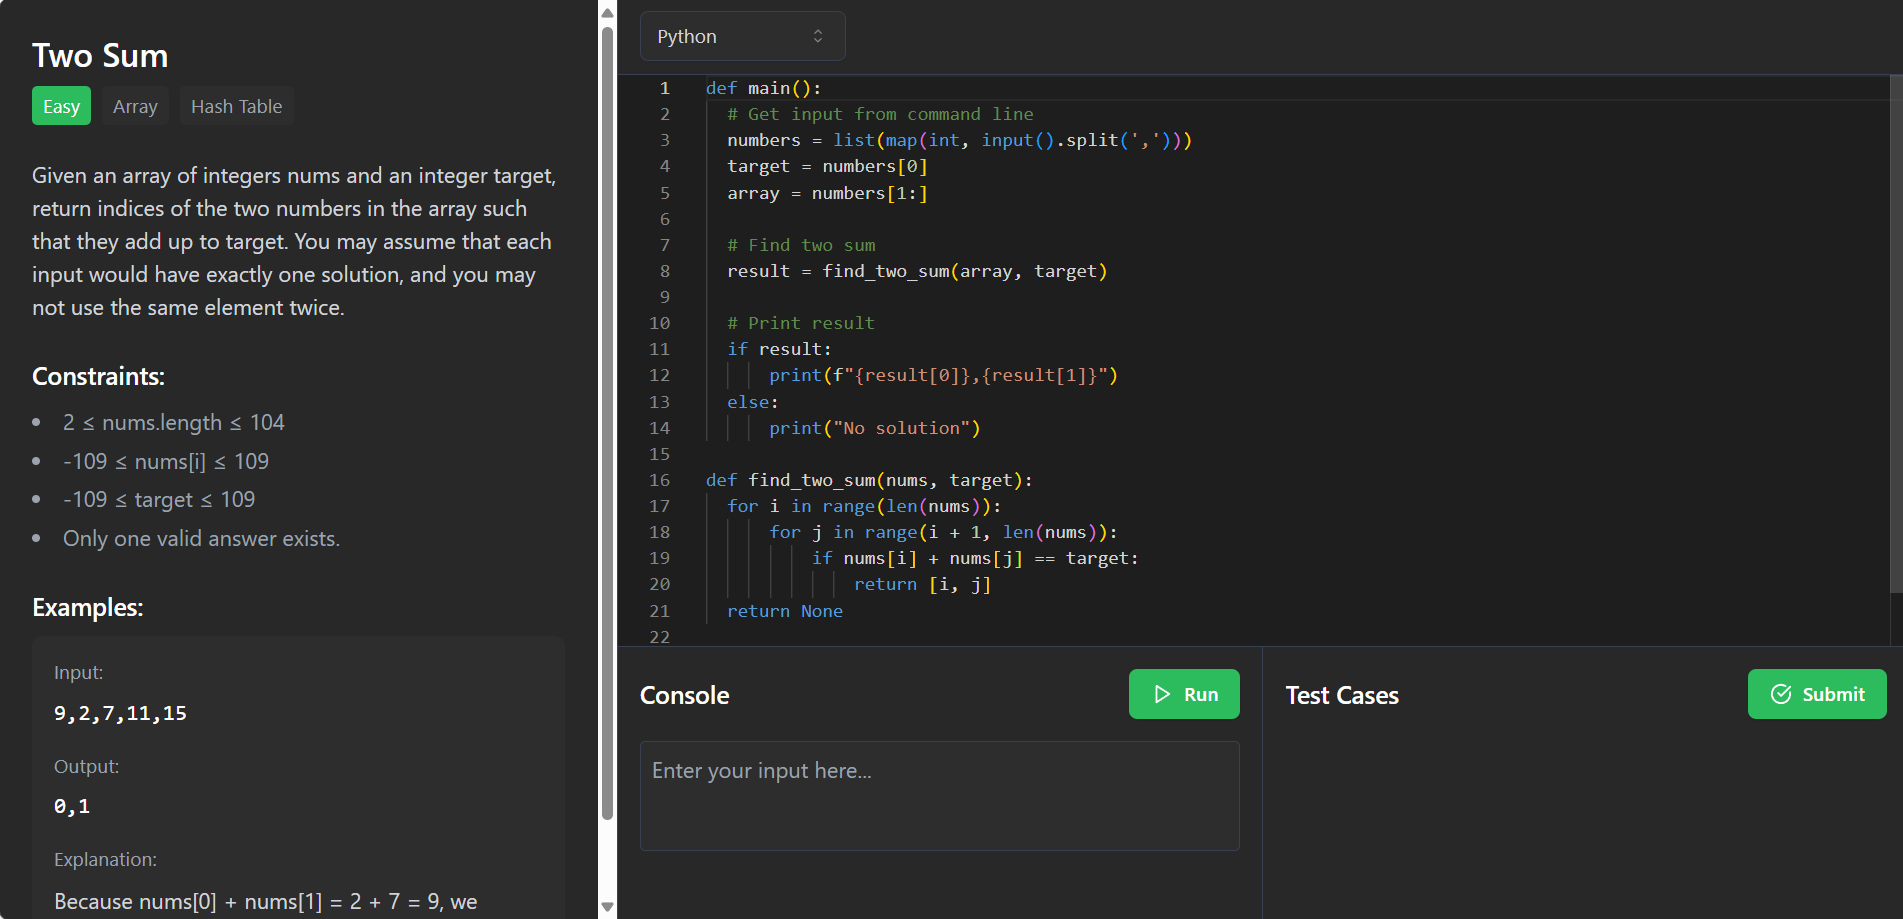 Two Sum
Easy Array Hash Table
Given an array of integers nums and an integer target,
return indices of the two numbers in the array such
that they add up to target. You may assume that each
input would have exactly one solution, and you may
not use the same element twice.
Constraints:
2 ≤ nums.length ≤ 104
-109 ≤ nums[i] ≤ 109
-109 ≤ target ≤ 109
Only one valid answer exists.
Examples:
Input:
9,2,7,11,15
Output:
0,1
Explanation:
Because nums[0] + nums[1] = 2 + 7 = 9, we
Python
1 def main():
2   # Get input from command line
3   numbers = list(map(int, input().split(',')))
4   target = numbers[0]
5   array = numbers[1:]
6
7   # Find two sum
8   result = find_two_sum(array, target)
9
10   # Print result
11   if result:
12       print(f"{result[0]},{result[1]}")
13   else:
14       print("No solution")
15
16 def find_two_sum(nums, target):
17   for i in range(len(nums)):
18       for j in range(i + 1, len(nums)):
19           if nums[i] + nums[j] == target:
20               return [i, j]
21   return None
22
Console
Run
Enter your input here...
Test Cases
Submit